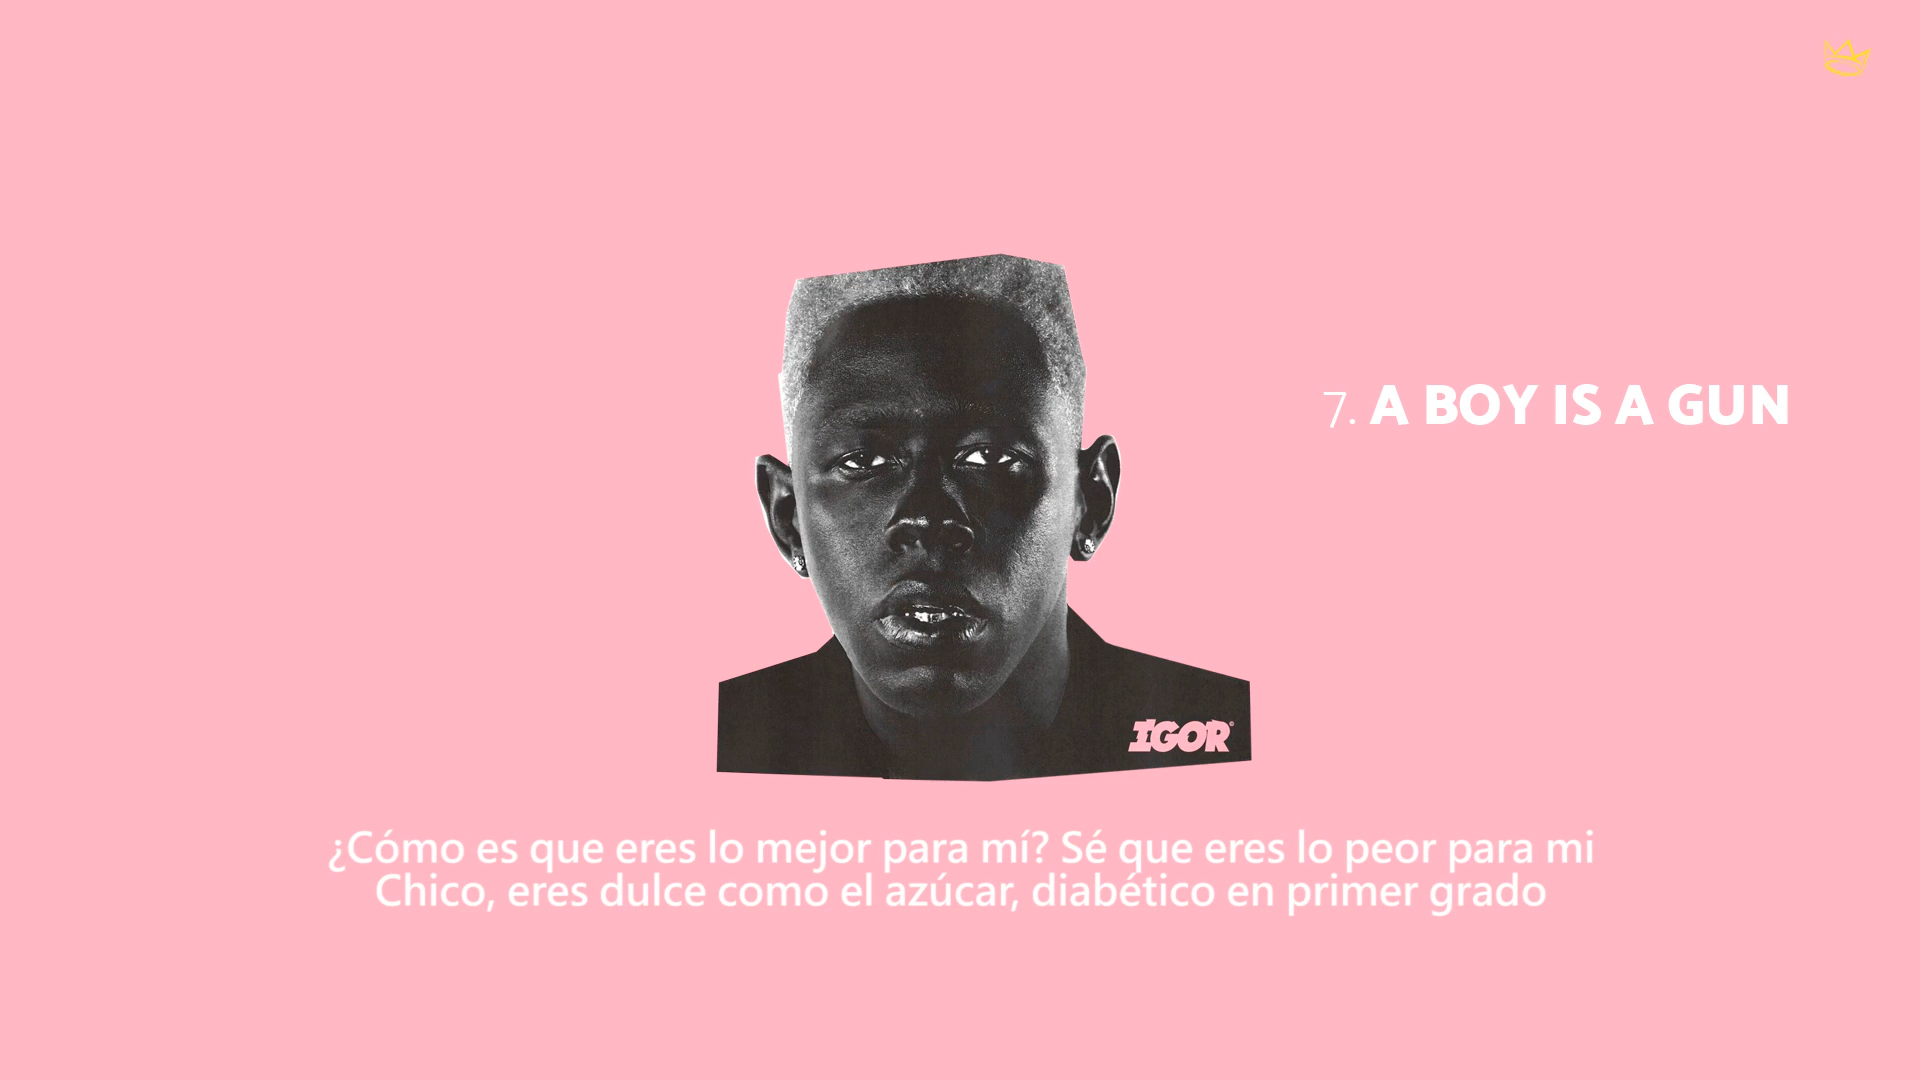 7. A BOY IS A GUN
IGOR
¿Cómo es que eres lo mejor para mí? Sé que eres lo peor para mi
Chico, eres dulce como el azúcar, diabético en primer grado